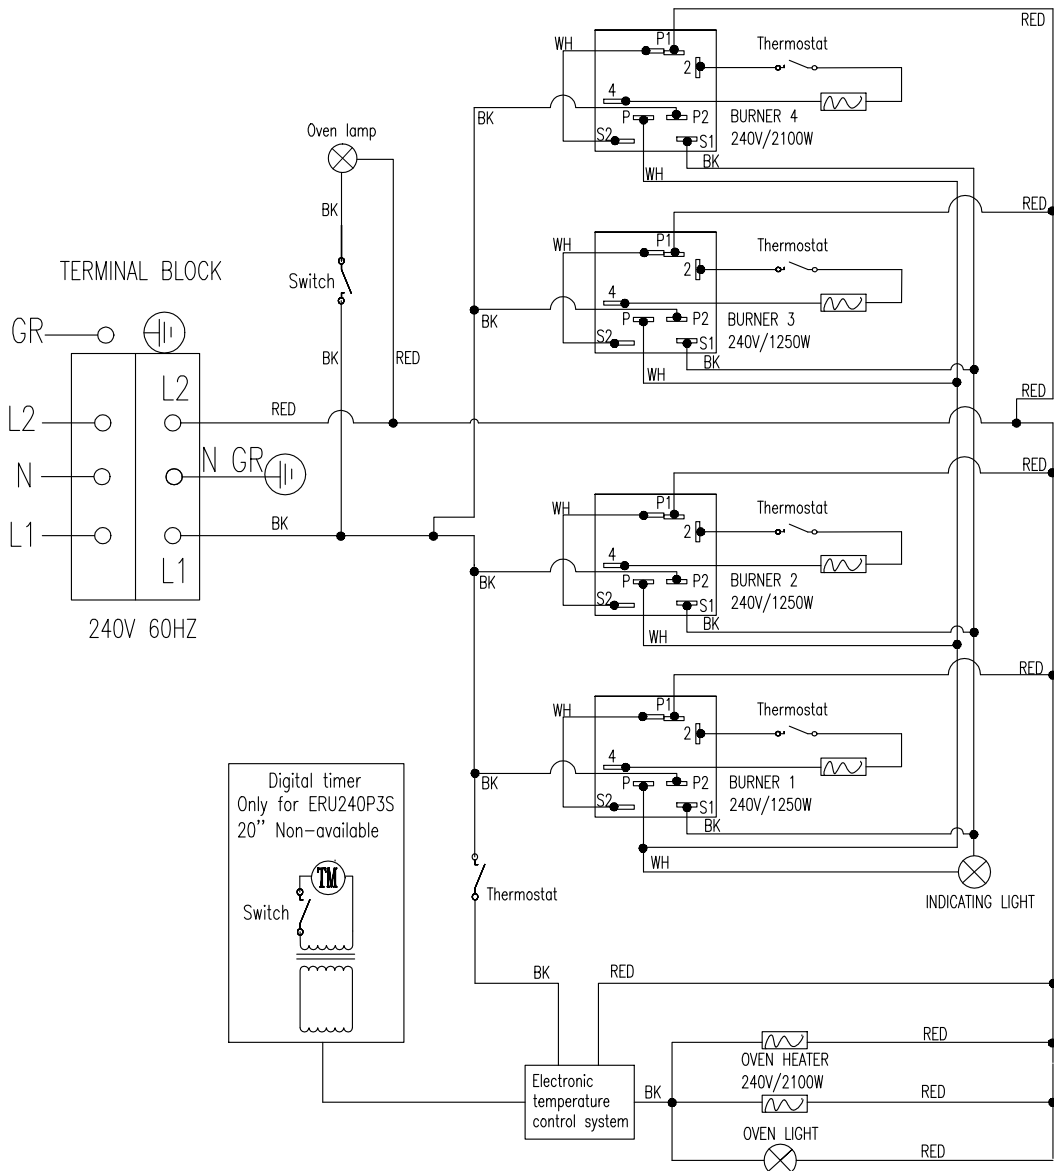 RED
WH
P1
Thermostat
2
4
BK
P
P2
BURNER 4
S2
S1
240V/2100W
BK
WH
Oven lamp
BK
RED
WH
P1
Thermostat
2
TERMINAL BLOCK
Switch
4
BK
P
P2
BURNER 3
S2
S1
240V/1250W
BK
WH
GR
BK
RED
L2
RED
RED
L2
N GR
N
RED
WH
P1
Thermostat
2
BK
L1
L1
4
BK
P
P2
BURNER 2
S2
S1
240V/1250W
BK
WH
240V 60HZ
RED
WH
P1
Thermostat
2
4
BK
P
P2
BURNER 1
S2
S1
240V/1250W
BK
WH
Digital timer
Only for ERU240P3S
20’’ Non-available
TM
Switch
Thermostat
INDICATING LIGHT
BK
RED
RED
OVEN HEATER
240V/2100W
Electronic
temperature
control system
BK
RED
OVEN LIGHT
RED